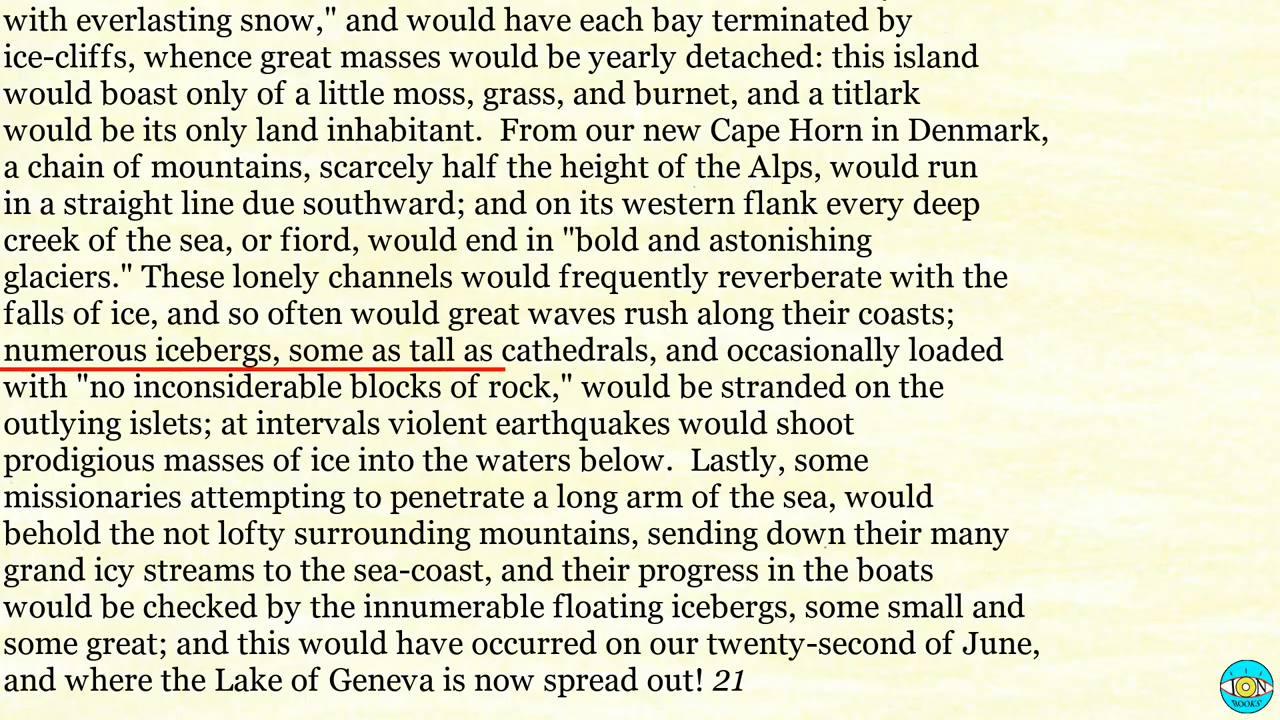 with everlasting snow," and would have each bay terminated by
ice-cliffs, whence great masses would be yearly detached: this island
would boast only of a little moss, grass, and burnet, and a titlark
would be its only land inhabitant.  From our new Cape Horn in Denmark,
a chain of mountains, scarcely half the height of the Alps, would run
in a straight line due southward; and on its western flank every deep
creek of the sea, or fiord, would end in "bold and astonishing
glaciers." These lonely channels would frequently reverberate with the
falls of ice, and so often would great waves rush along their coasts;
numerous icebergs, some as tall as cathedrals, and occasionally loaded
with "no inconsiderable blocks of rock," would be stranded on the
outlying islets; at intervals violent earthquakes would shoot
prodigious masses of ice into the waters below.  Lastly, some
missionaries attempting to penetrate a long arm of the sea, would
behold the not lofty surrounding mountains, sending down their many
grand icy streams to the sea-coast, and their progress in the boats
would be checked by the innumerable floating icebergs, some small and
some great; and this would have occurred on our twenty-second of June,
and where the Lake of Geneva is now spread out! 21
ION
BOOKS